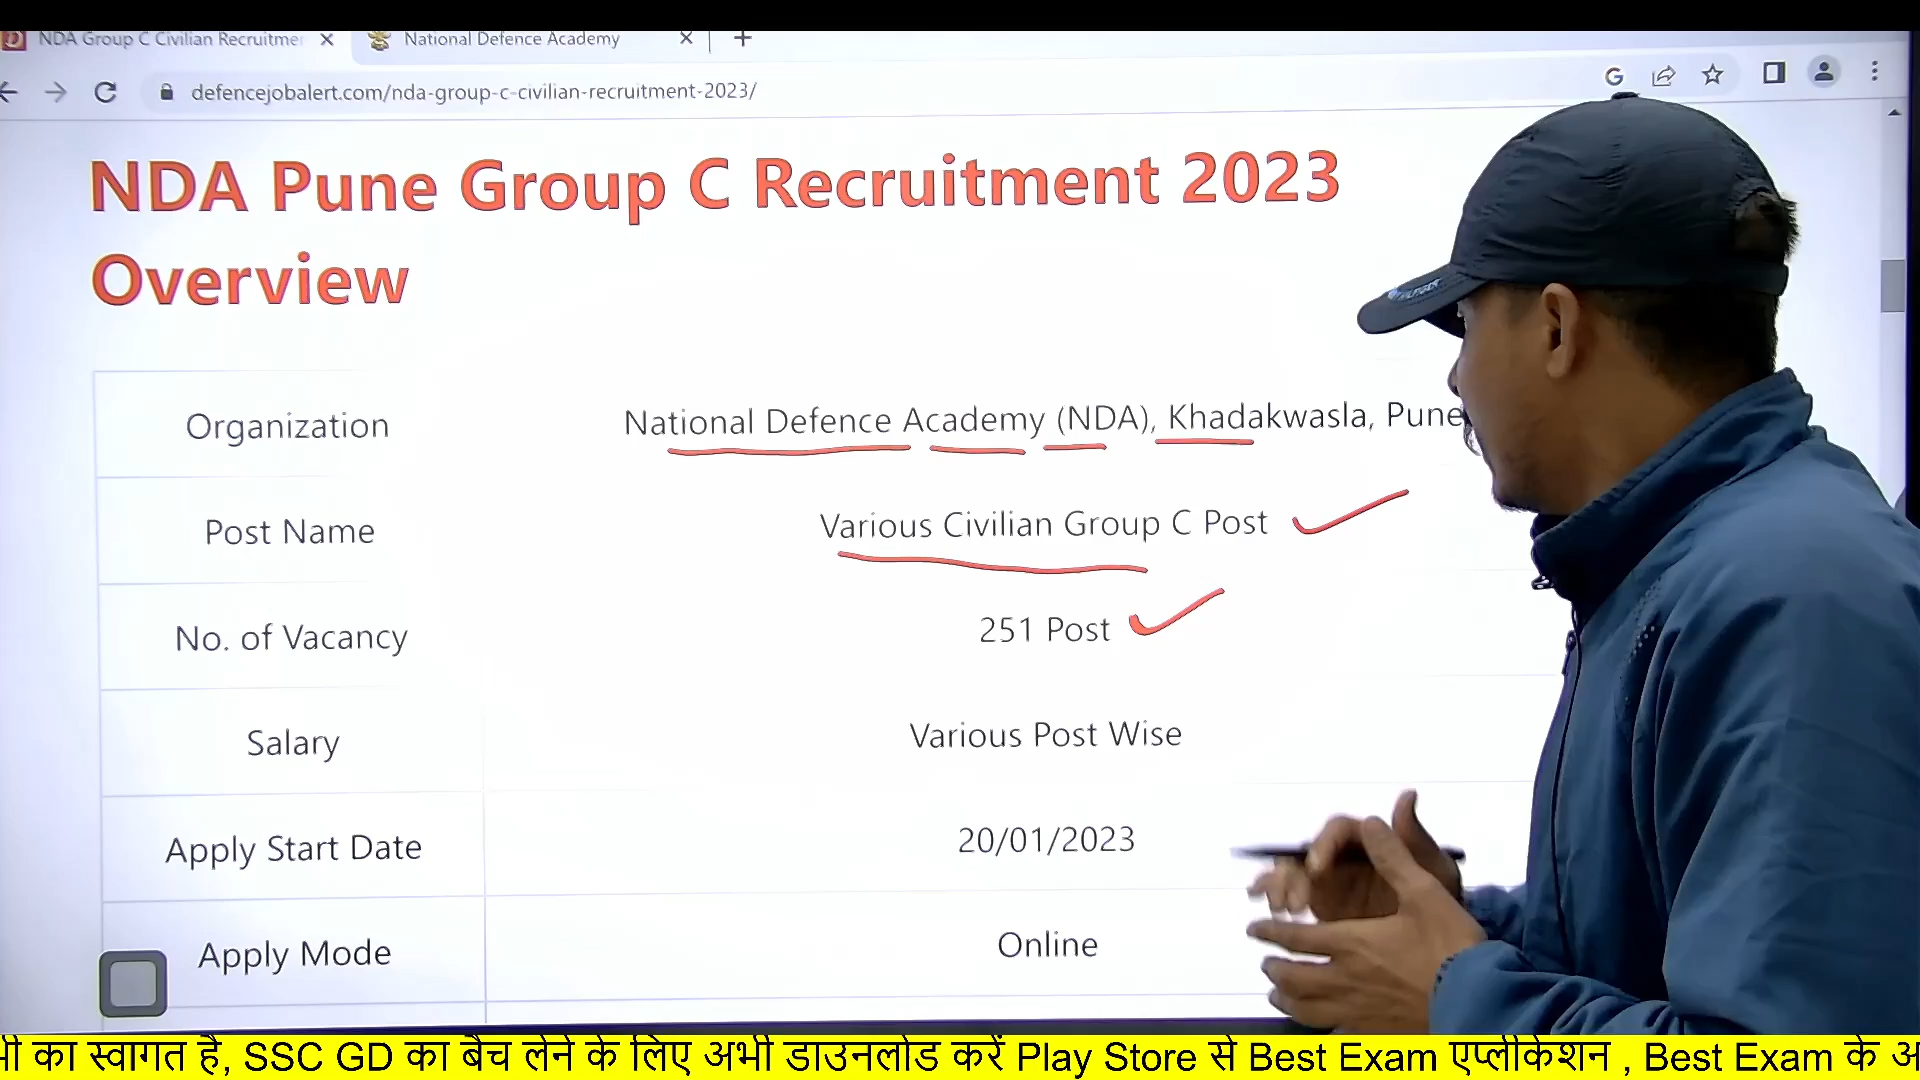 NDA Group C Civilian Recruitmen
National Defence Academy
defencejobalert.com/nda-group-c-civilian-recruitment-2023/
NDA Pune Group C Recruitment 2023
Overview
Organization National Defence Academy (NDA), Khadakwasla, Pune
Post Name Various Civilian Group C Post
No. of Vacancy 251 Post
Salary Various Post Wise
Apply Start Date 20/01/2023
Apply Mode Online
का स्वागत है, SSC GD का बैच लेने के लिए अभी डाउनलोड करें Play Store से Best Exam एप्लीकेशन , Best Exam के